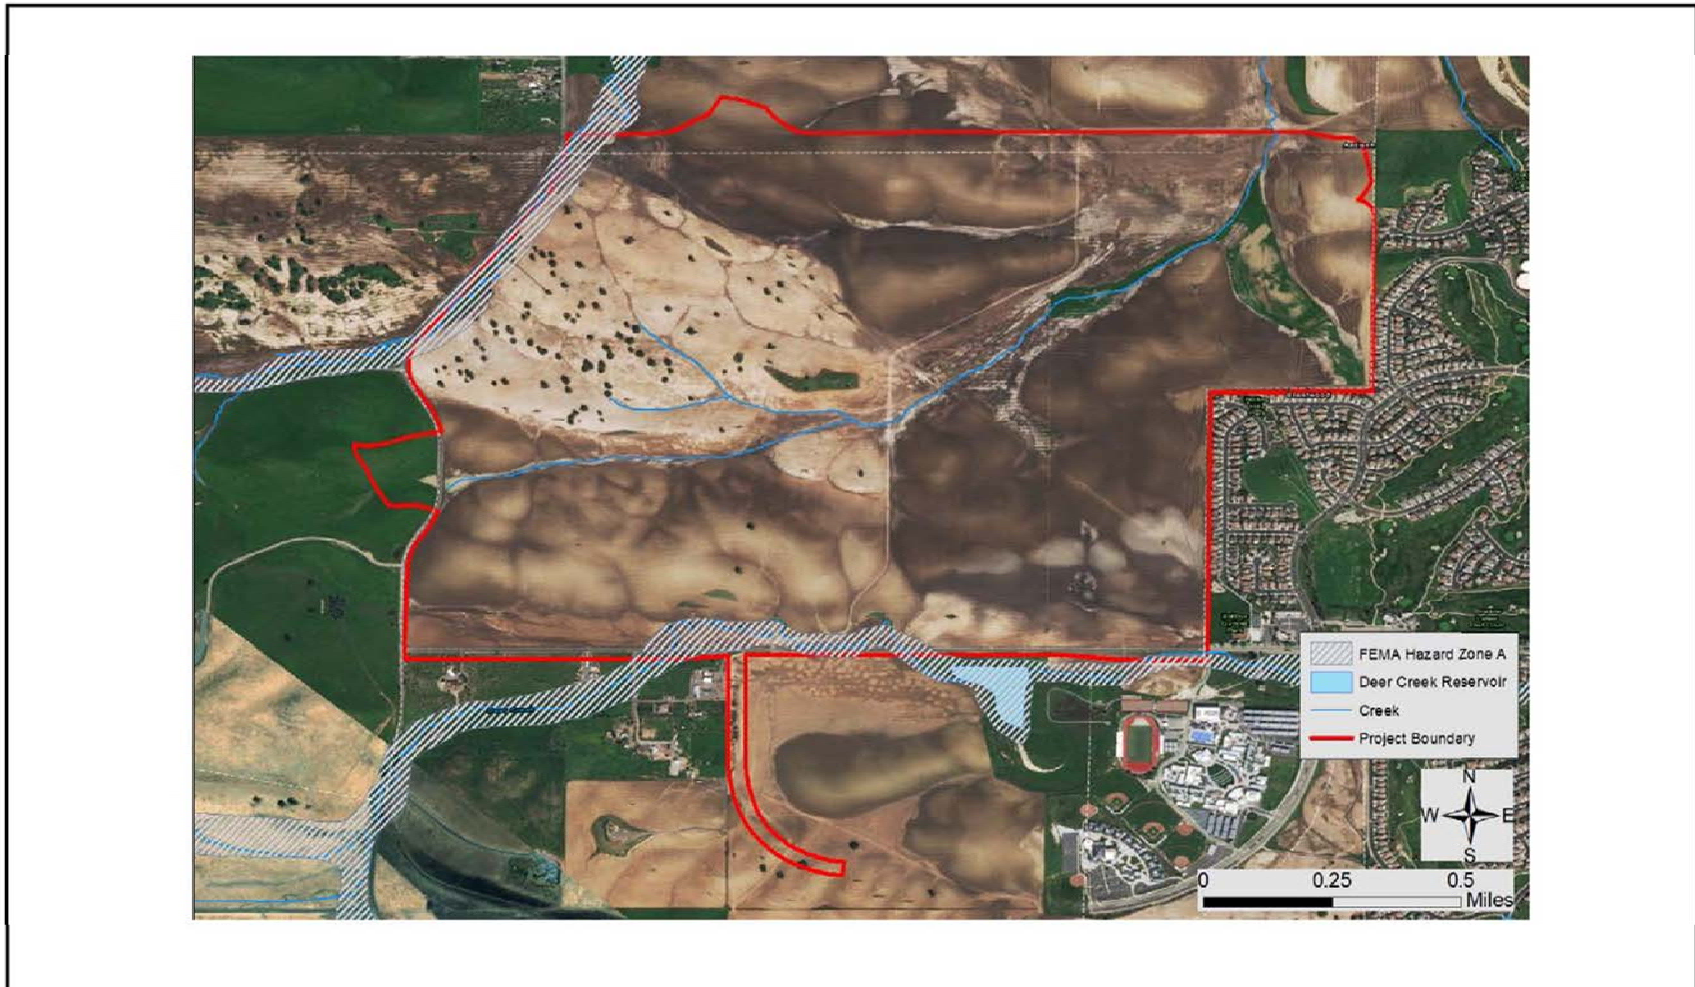 FEMA Hazard Zone A
Deer Creek Reservoir
Creek
Project Boundary
N
W
E
S
0
0.25
0.5
Miles